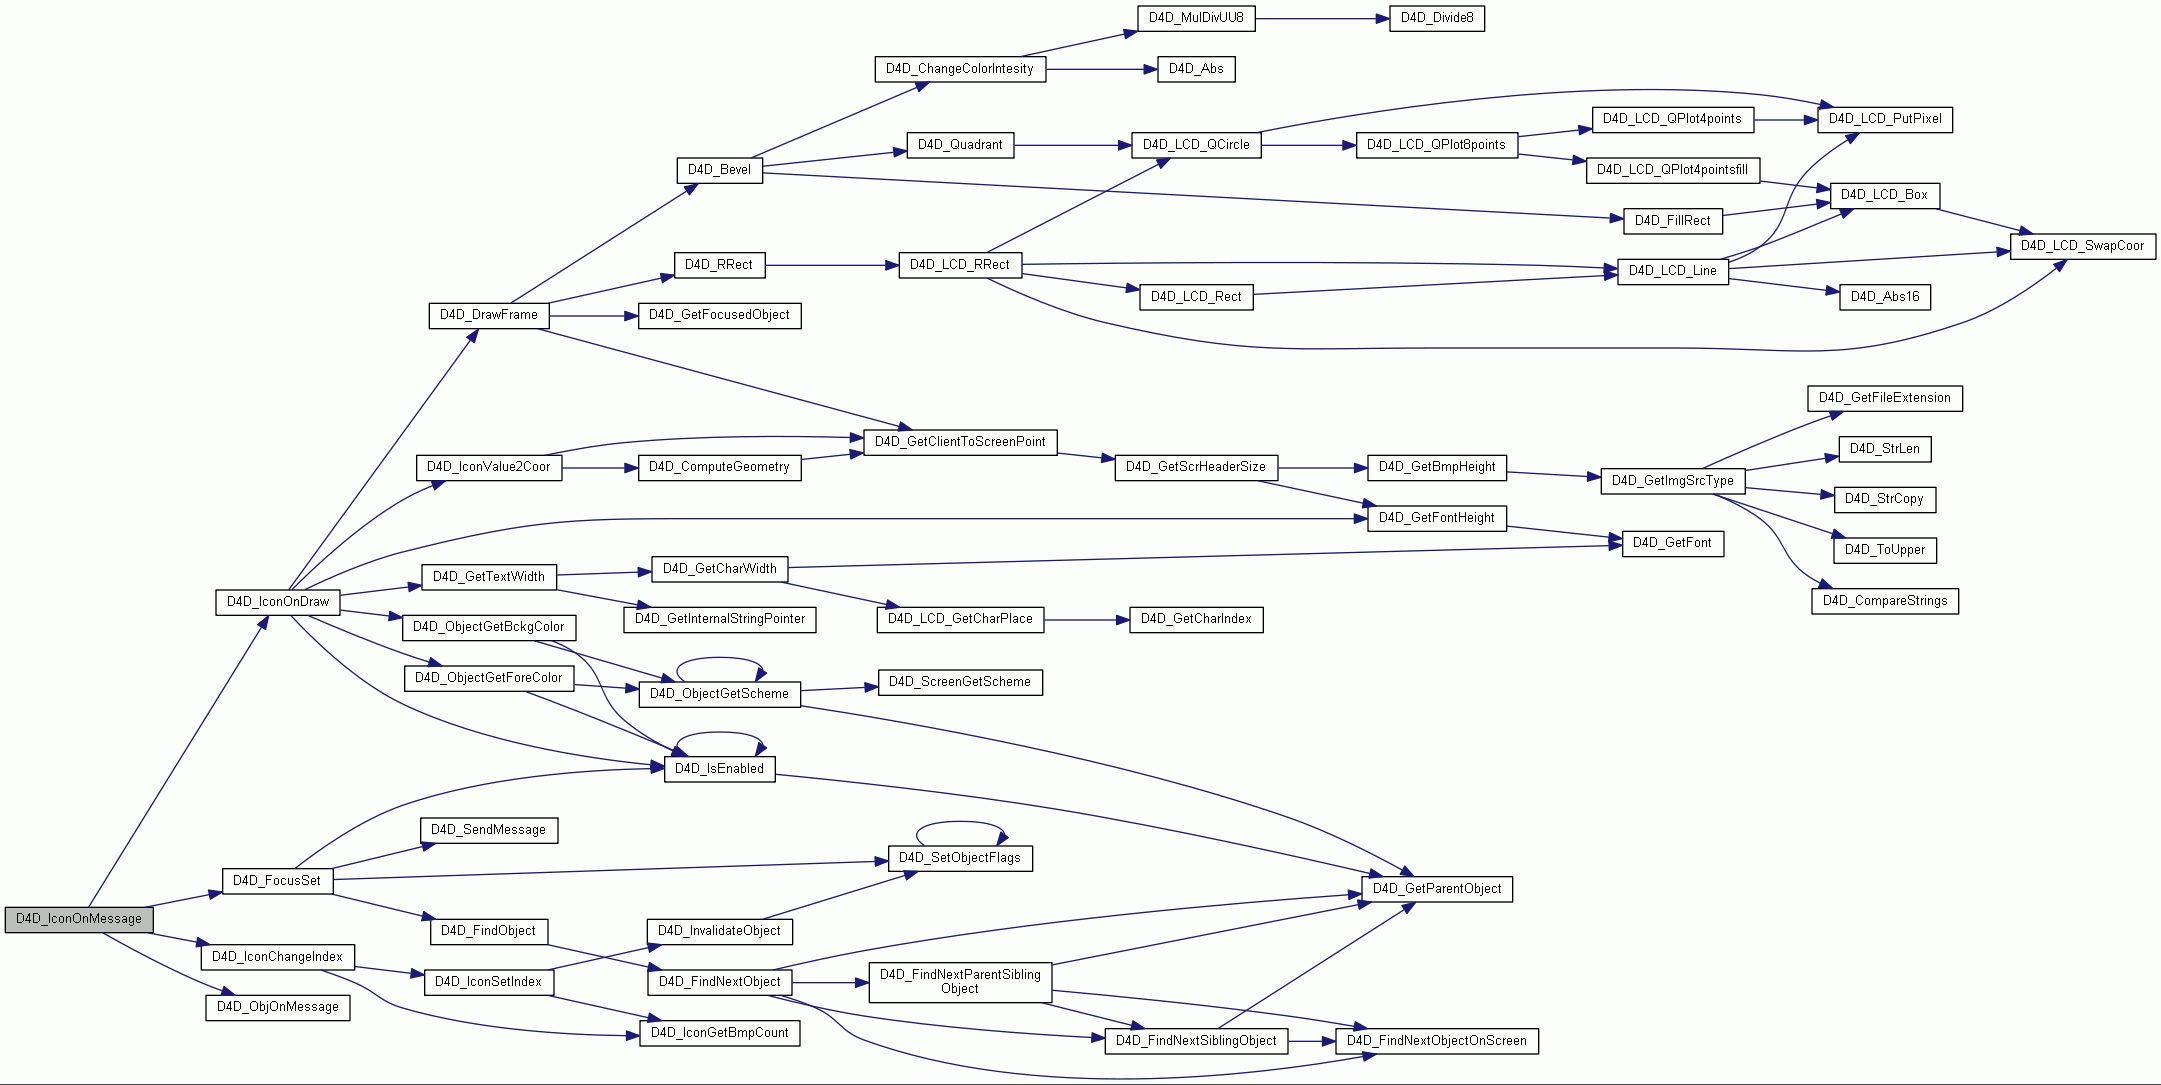 D4D_MulDivUU8
D4D_Divide8
D4D_ChangeColorIntesity
D4D_Abs
D4D_LCD_QPlot4points
D4D_LCD_PutPixel
D4D_Quadrant
D4D_LCD_QCircle
D4D_LCD_QPlot8points
D4D_Bevel
D4D_LCD_QPlot4pointsfill
D4D_LCD_Box
D4D_FillRect
D4D_LCD_SwapCoor
D4D_RRect
D4D_LCD_RRect
D4D_LCD_Line
D4D_LCD_Rect
D4D_Abs16
D4D_DrawFrame
D4D_GetFocusedObject
D4D_GetFileExtension
D4D_GetClientToScreenPoint
D4D_StrLen
D4D_IconValue2Coor
D4D_ComputeGeometry
D4D_GetScrHeaderSize
D4D_GetBmpHeight
D4D_GetImgSrcType
D4D_StrCopy
D4D_GetFontHeight
D4D_GetFont
D4D_ToUpper
D4D_GetTextWidth
D4D_GetCharWidth
D4D_IconOnDraw
D4D_CompareStrings
D4D_ObjectGetBckgColor
D4D_GetInternalStringPointer
D4D_LCD_GetCharPlace
D4D_GetCharIndex
D4D_ObjectGetForeColor
D4D_ObjectGetScheme
D4D_ScreenGetScheme
D4D_IsEnabled
D4D_SendMessage
D4D_SetObjectFlags
D4D_FocusSet
D4D_GetParentObject
D4D_IconOnMessage
D4D_FindObject
D4D_InvalidateObject
D4D_IconChangeIndex
D4D_IconSetIndex
D4D_FindNextObject
D4D_FindNextParentSibling
Object
D4D_ObjOnMessage
D4D_IconGetBmpCount
D4D_FindNextSiblingObject
D4D_FindNextObjectOnScreen